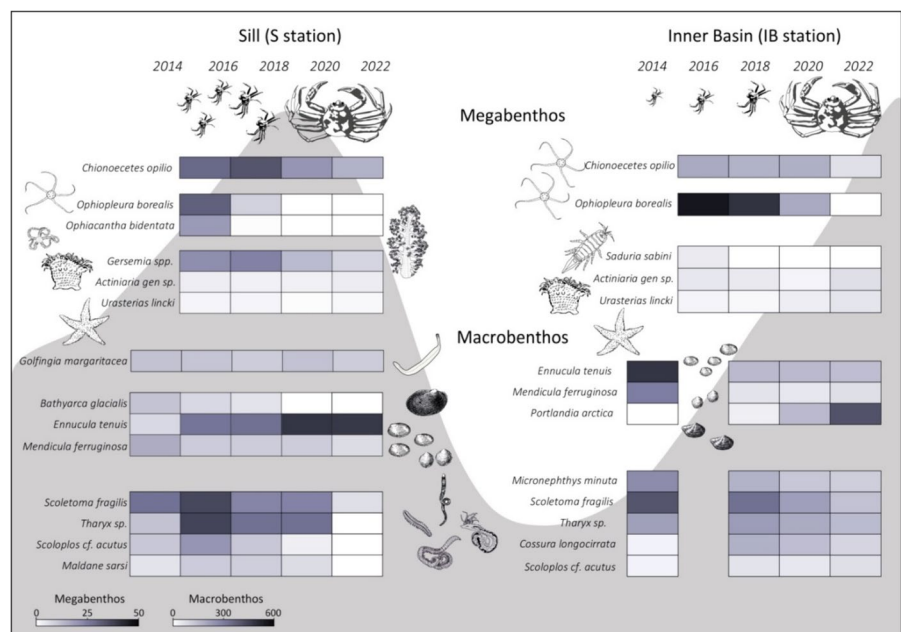 Sill (S station)
Inner Basin (IB station)
2014 2016 2018 2020 2022
2014 2016 2018 2020 2022
Megabenthos
Chionoecetes opilio
Ophiopleura borealis
Ophiacantha bidentata
Gersemia spp.
Actiniaria gen sp.
Urasterias lincki
Chionoecetes opilio
Ophiopleura borealis
Saduria sabini
Actiniaria gen sp.
Urasterias lincki
Macrobenthos
Golfingia margaritacea
Bathyarca glacialis
Ennucula tenuis
Mendicula ferruginosa
Scoletoma fragilis
Tharyx sp.
Scoloplos cf. acutus
Maldane sarsi
Ennucula tenuis
Mendicula ferruginosa
Portlandia arctica
Micronephthys minuta
Scoletoma fragilis
Tharyx sp.
Cossura longocirrata
Scoloplos cf. acutus
Megabenthos
0 25 50
Macrobenthos
0 300 600